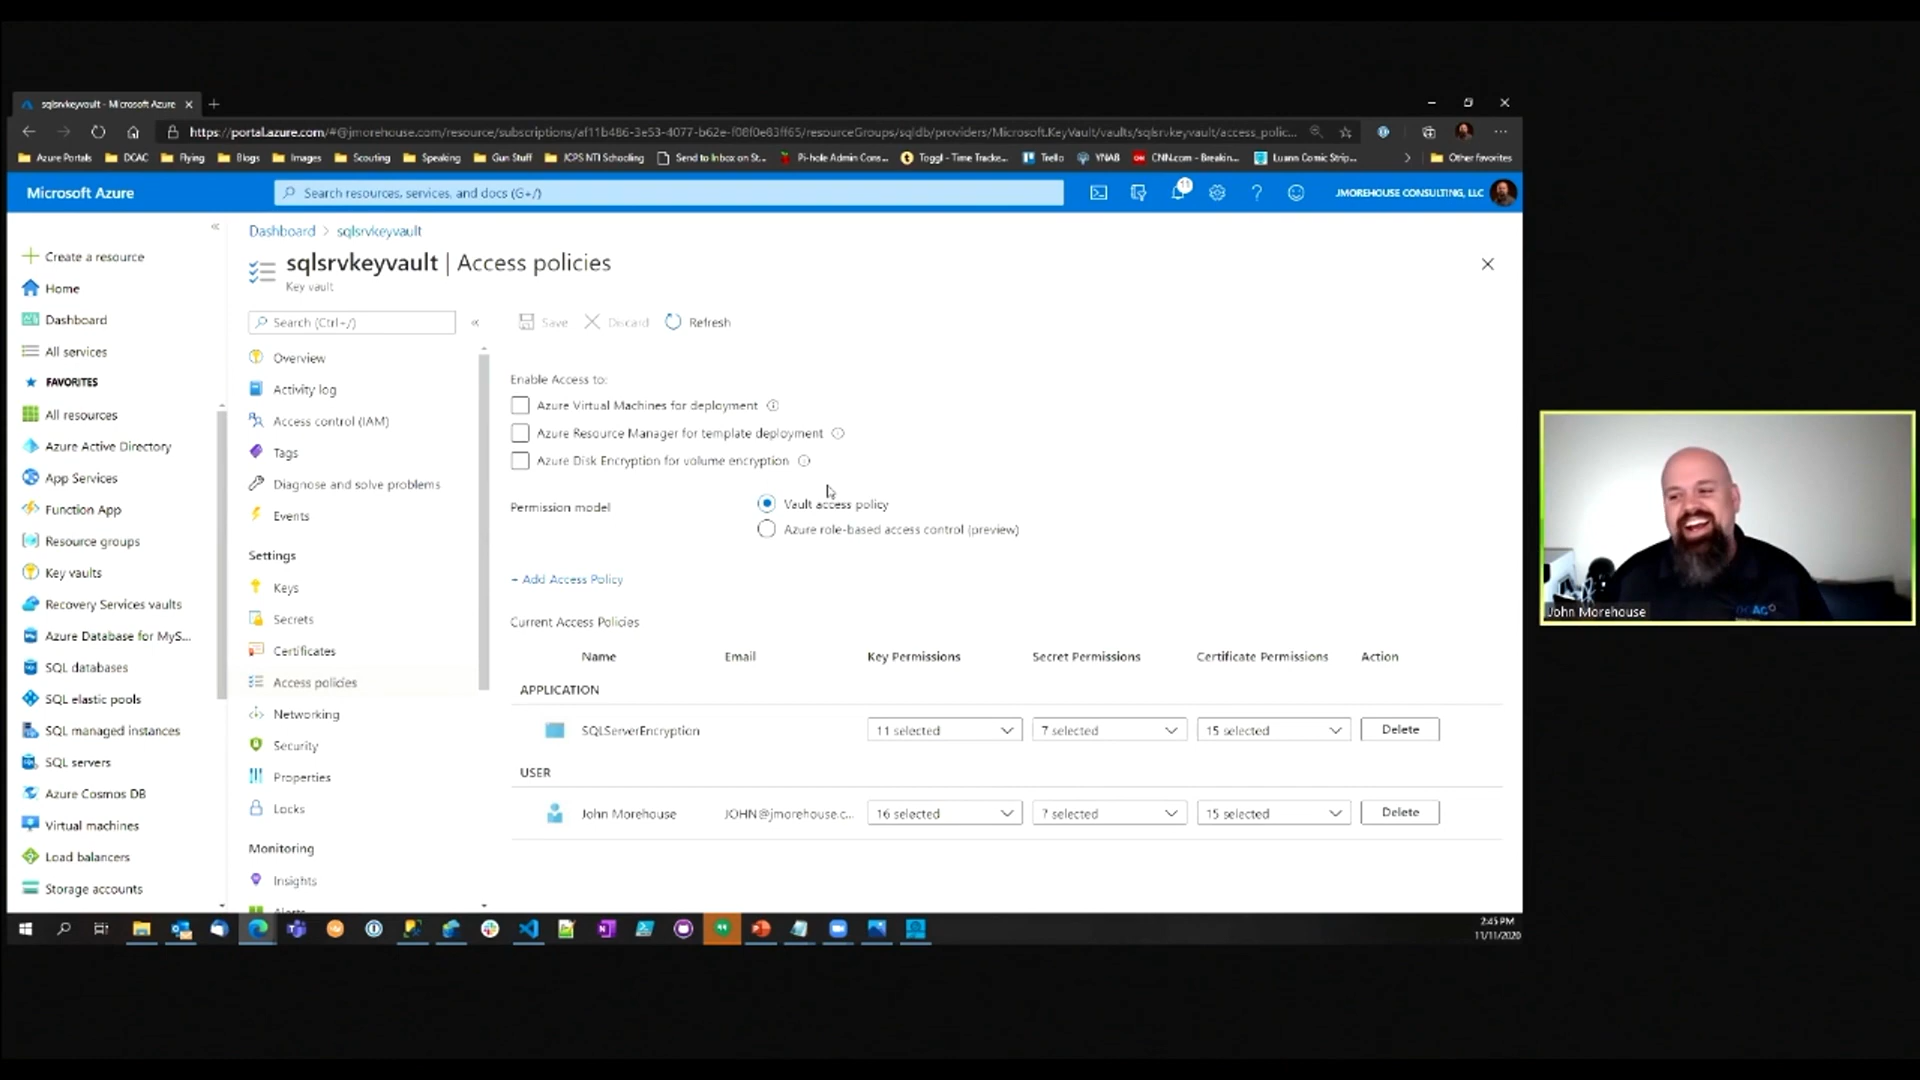 sqlsrvkeyvault - Microsoft Azure
https://portal.azure.com/#@jmorehouse.com/resource/subscriptions/af11b486-3e53-4077-b62e-f08f0e83ff65/resourceGroups/sqldb/providers/Microsoft.KeyVault/vaults/sqlsrvkeyvault/access_polic...
Azure Portals DCAC Flying Blogs Images Scouting Speaking Gun Stuff JCPS NTI Schooling Send to Inbox on St... Pi-hole Admin Cons... Toggl - Time Tracke... Trello YNAB CNN.com - Breakin... Luann Comic Strip... Other favorites
Microsoft Azure
Search resources, services, and docs (G+/)
11
JMOREHOUSE CONSULTING, LLC
Create a resource
Home
Dashboard
All services
FAVORITES
All resources
Azure Active Directory
App Services
Function App
Resource groups
Key vaults
Recovery Services vaults
Azure Database for MyS...
SQL databases
SQL elastic pools
SQL managed instances
SQL servers
Azure Cosmos DB
Virtual machines
Load balancers
Storage accounts
Dashboard > sqlsrvkeyvault
sqlsrvkeyvault | Access policies
Key vault
Search (Ctrl+/)
Overview
Activity log
Access control (IAM)
Tags
Diagnose and solve problems
Events
Settings
Keys
Secrets
Certificates
Access policies
Networking
Security
Properties
Locks
Monitoring
Insights
Alerts
Save Discard Refresh
Enable Access to:
Azure Virtual Machines for deployment
Azure Resource Manager for template deployment
Azure Disk Encryption for volume encryption
Permission model
Vault access policy
Azure role-based access control (preview)
+ Add Access Policy
Current Access Policies
Name Email Key Permissions Secret Permissions Certificate Permissions Action
APPLICATION
SQLServerEncryption 11 selected 7 selected 15 selected Delete
USER
John Morehouse JOHN@jmorehouse.c... 16 selected 7 selected 15 selected Delete
2:45 PM
11/11/2020
John Morehouse